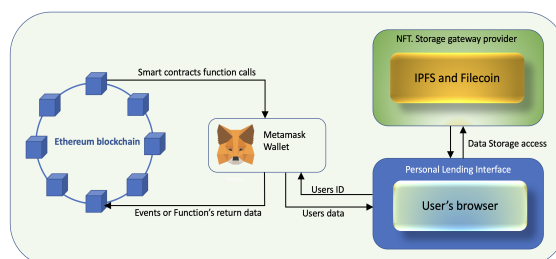 NFT. Storage gateway provider
IPFS and Filecoin
Smart contracts function calls
Ethereum blockchain
Metamask
Wallet
Data Storage access
Personal Lending Interface
Users ID
User's browser
Events or Function's return data
Users data